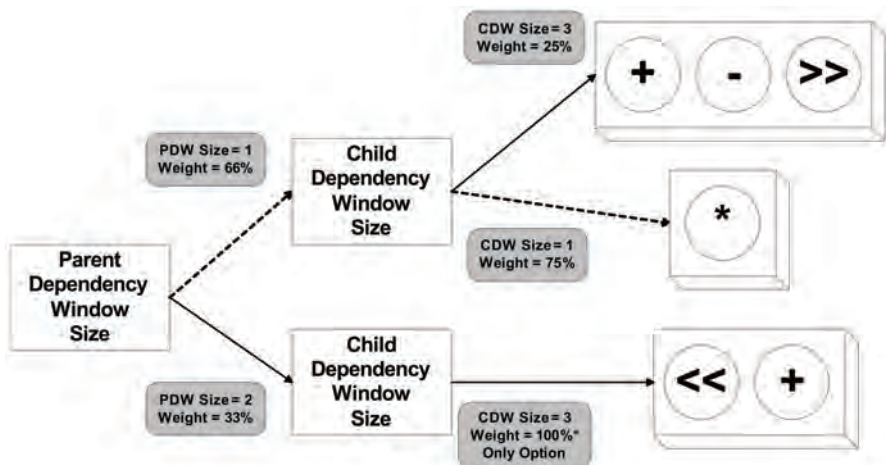 CDW Size = 3
Weight = 25%
+ - >>
PDW Size = 1
Weight = 66%
Child
Dependency
Window
Size
*
CDW Size = 1
Weight = 75%
Parent
Dependency
Window
Size
Child
Dependency
Window
Size
<< +
PDW Size = 2
Weight = 33%
CDW Size = 3
Weight = 100%*
Only Option